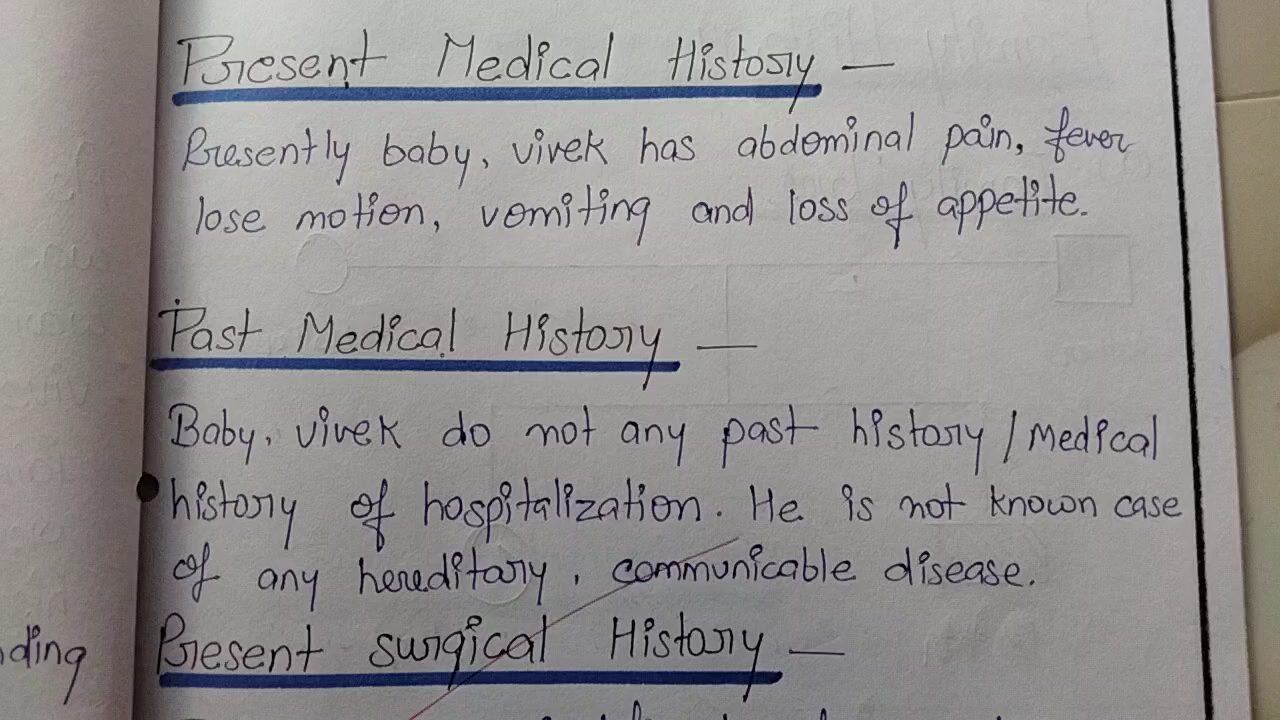 Present Medical History —
Presently baby, vivek has abdominal pain, fever
lose motion, vomiting and loss of appetite.
Past Medical History —
Baby, vivek do not any past history / Medical
history of hospitalization. He is not known case
of any hereditary, communicable disease.
nding
Present surgical History —